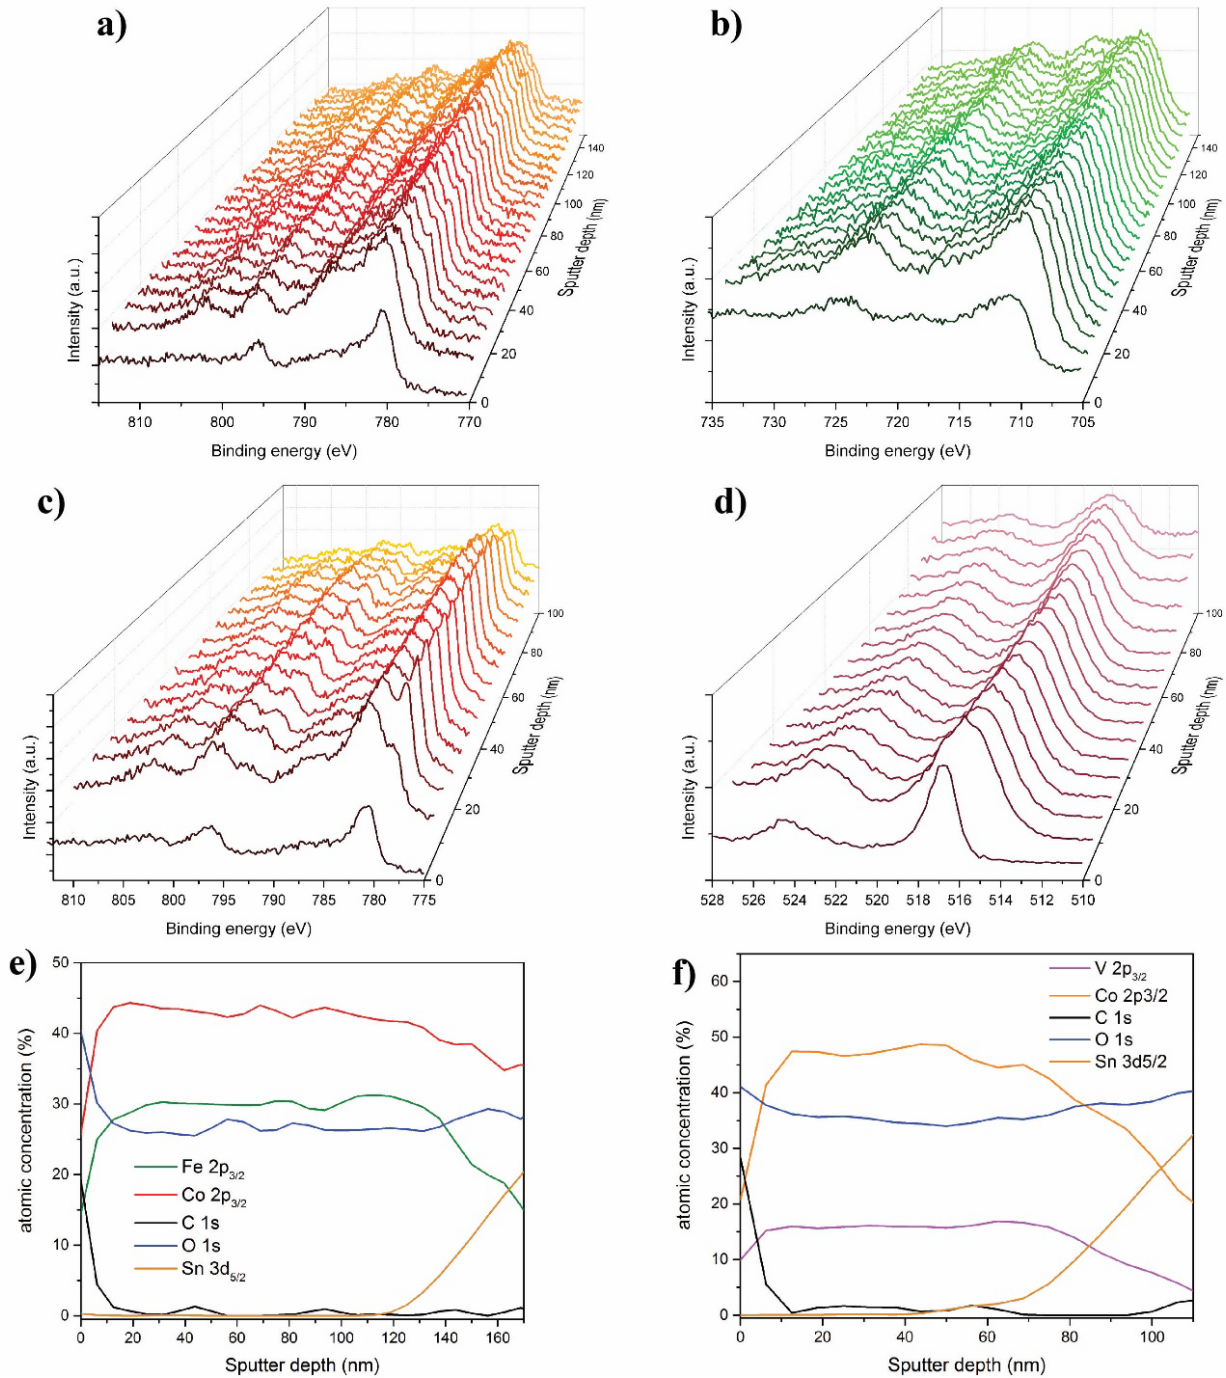 a)
Intensity (a.u.)
810 800 790 780 770
Binding energy (eV)
0 20 40 60 80 100 120 140
Sputter depth (nm)
b)
Intensity (a.u.)
735 730 725 720 715 710 705
Binding energy (eV)
0 20 40 60 80 100 120 140
Sputter depth (nm)
c)
Intensity (a.u.)
810 805 800 795 790 785 780 775
Binding energy (eV)
0 20 40 60 80 100
Sputter depth (nm)
d)
Intensity (a.u.)
528 526 524 522 520 518 516 514 512 510
Binding energy (eV)
0 20 40 60 80 100
Sputter depth (nm)
e)
atomic concentration (%)
50
40
30
20
10
0
Fe 2p3/2
Co 2p3/2
C 1s
O 1s
Sn 3d5/2
0 20 40 60 80 100 120 140 160
Sputter depth (nm)
f)
atomic concentration (%)
60
50
40
30
20
10
0
V 2p3/2
Co 2p3/2
C 1s
O 1s
Sn 3d5/2
0 20 40 60 80 100
Sputter depth (nm)